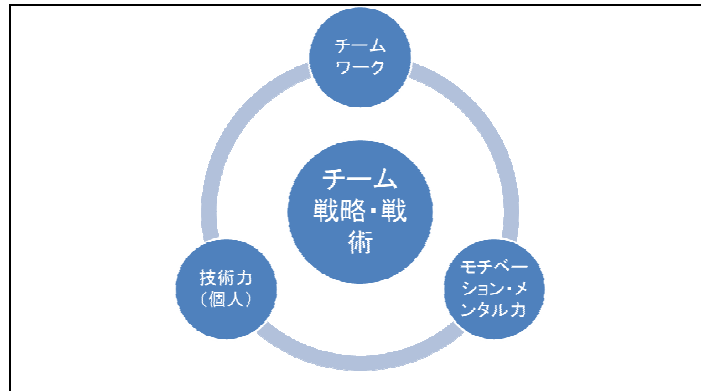 チーム
ワーク
チーム
戦略・戦
術
技術力
（個人）
モチベー
ション・メ
ンタル力